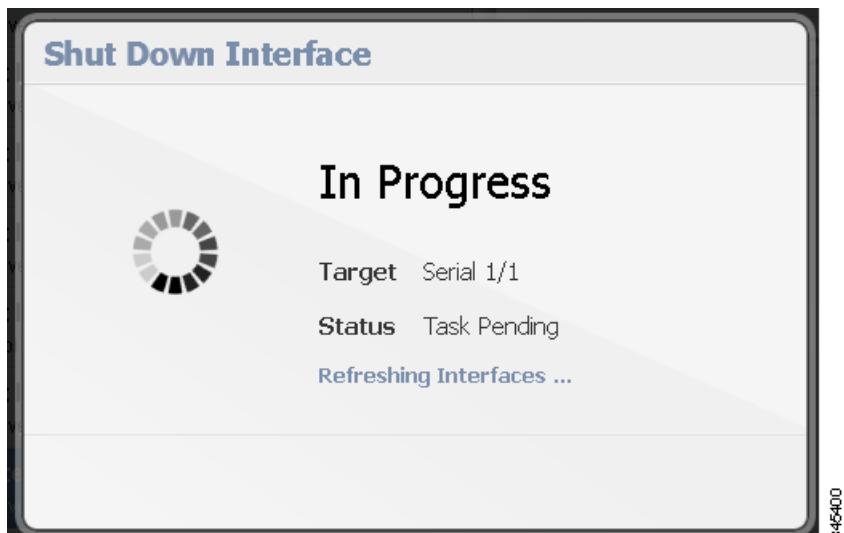 Shut Down Interface
In Progress
Target Serial 1/1
Status Task Pending
Refreshing Interfaces ...